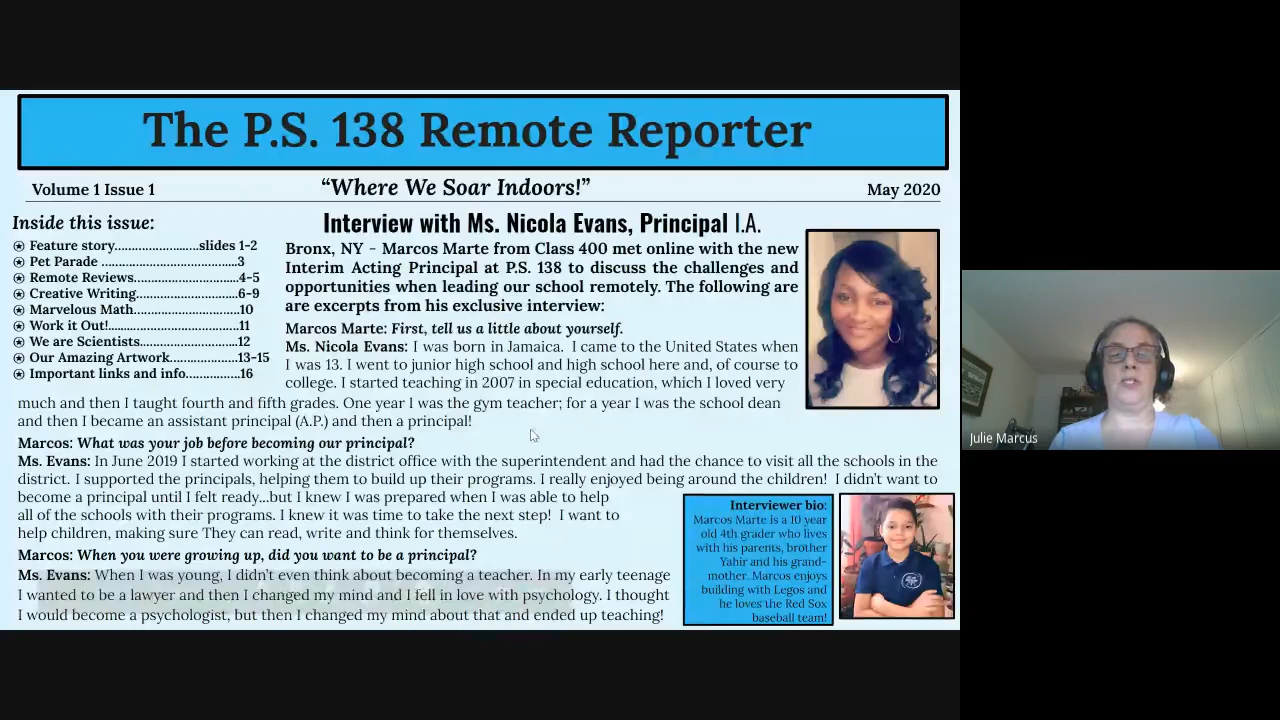 The P.S. 138 Remote Reporter
Volume 1 Issue 1
“Where We Soar Indoors!”
May 2020
Inside this issue:
Feature story......................slides 1-2
Pet Parade ...................................3
Remote Reviews.......................4-5
Creative Writing.......................6-9
Marvelous Math.........................10
Work it Out!.................................11
We are Scientists........................12
Our Amazing Artwork.................13-15
Important links and info..............16
Interview with Ms. Nicola Evans, Principal I.A.
Bronx, NY - Marcos Marte from Class 400 met online with the new
Interim Acting Principal at P.S. 138 to discuss the challenges and
opportunities when leading our school remotely. The following are
are excerpts from his exclusive interview:
Marcos Marte: First, tell us a little about yourself.
Ms. Nicola Evans: I was born in Jamaica. I came to the United States when
I was 13. I went to junior high school and high school here and, of course to
college. I started teaching in 2007 in special education, which I loved very
much and then I taught fourth and fifth grades. One year I was the gym teacher; for a year I was the school dean
and then I became an assistant principal (A.P.) and then a principal!
Marcos: What was your job before becoming our principal?
Ms. Evans: In June 2019 I started working at the district office with the superintendent and had the chance to visit all the schools in the
district. I supported the principals, helping them to build up their programs. I really enjoyed being around the children! I didn’t want to
become a principal until I felt ready...but I knew I was prepared when I was able to help
all of the schools with their programs. I knew it was time to take the next step! I want to
help children, making sure They can read, write and think for themselves.
Marcos: When you were growing up, did you want to be a principal?
Ms. Evans: When I was young, I didn’t even think about becoming a teacher. In my early teenage
I wanted to be a lawyer and then I changed my mind and I fell in love with psychology. I thought
I would become a psychologist, but then I changed my mind about that and ended up teaching!
Interviewer bio:
Marcos Marte is a 10 year
old 4th grader who lives
with his parents, brother
Yahir and his grand-
mother. Marcos enjoys
building with Legos and
he loves the Red Sox
baseball team!
Julie Marcus